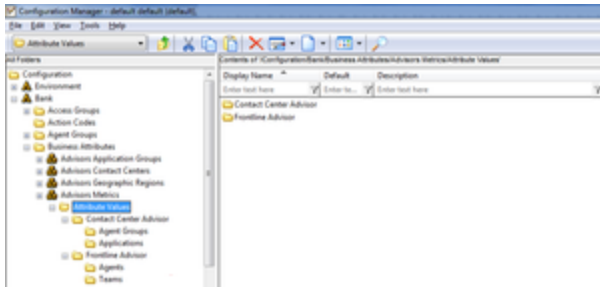 Configuration Manager - default default (default),
File Edit View Tools Help
Attribute Values
All Folders
Contents of '/Configuration/Bank/Business Attributes/Advisors Metrics/Attribute Values'
Display Name Default Description
Enter text here Enter te... Enter text here
Configuration
Environment
Bank
Access Groups
Action Codes
Agent Groups
Business Attributes
Advisors Application Groups
Advisors Contact Centers
Advisors Geographic Regions
Advisors Metrics
Attribute Values
Contact Center Advisor
Agent Groups
Applications
Frontline Advisor
Agents
Teams
Contact Center Advisor
Frontline Advisor